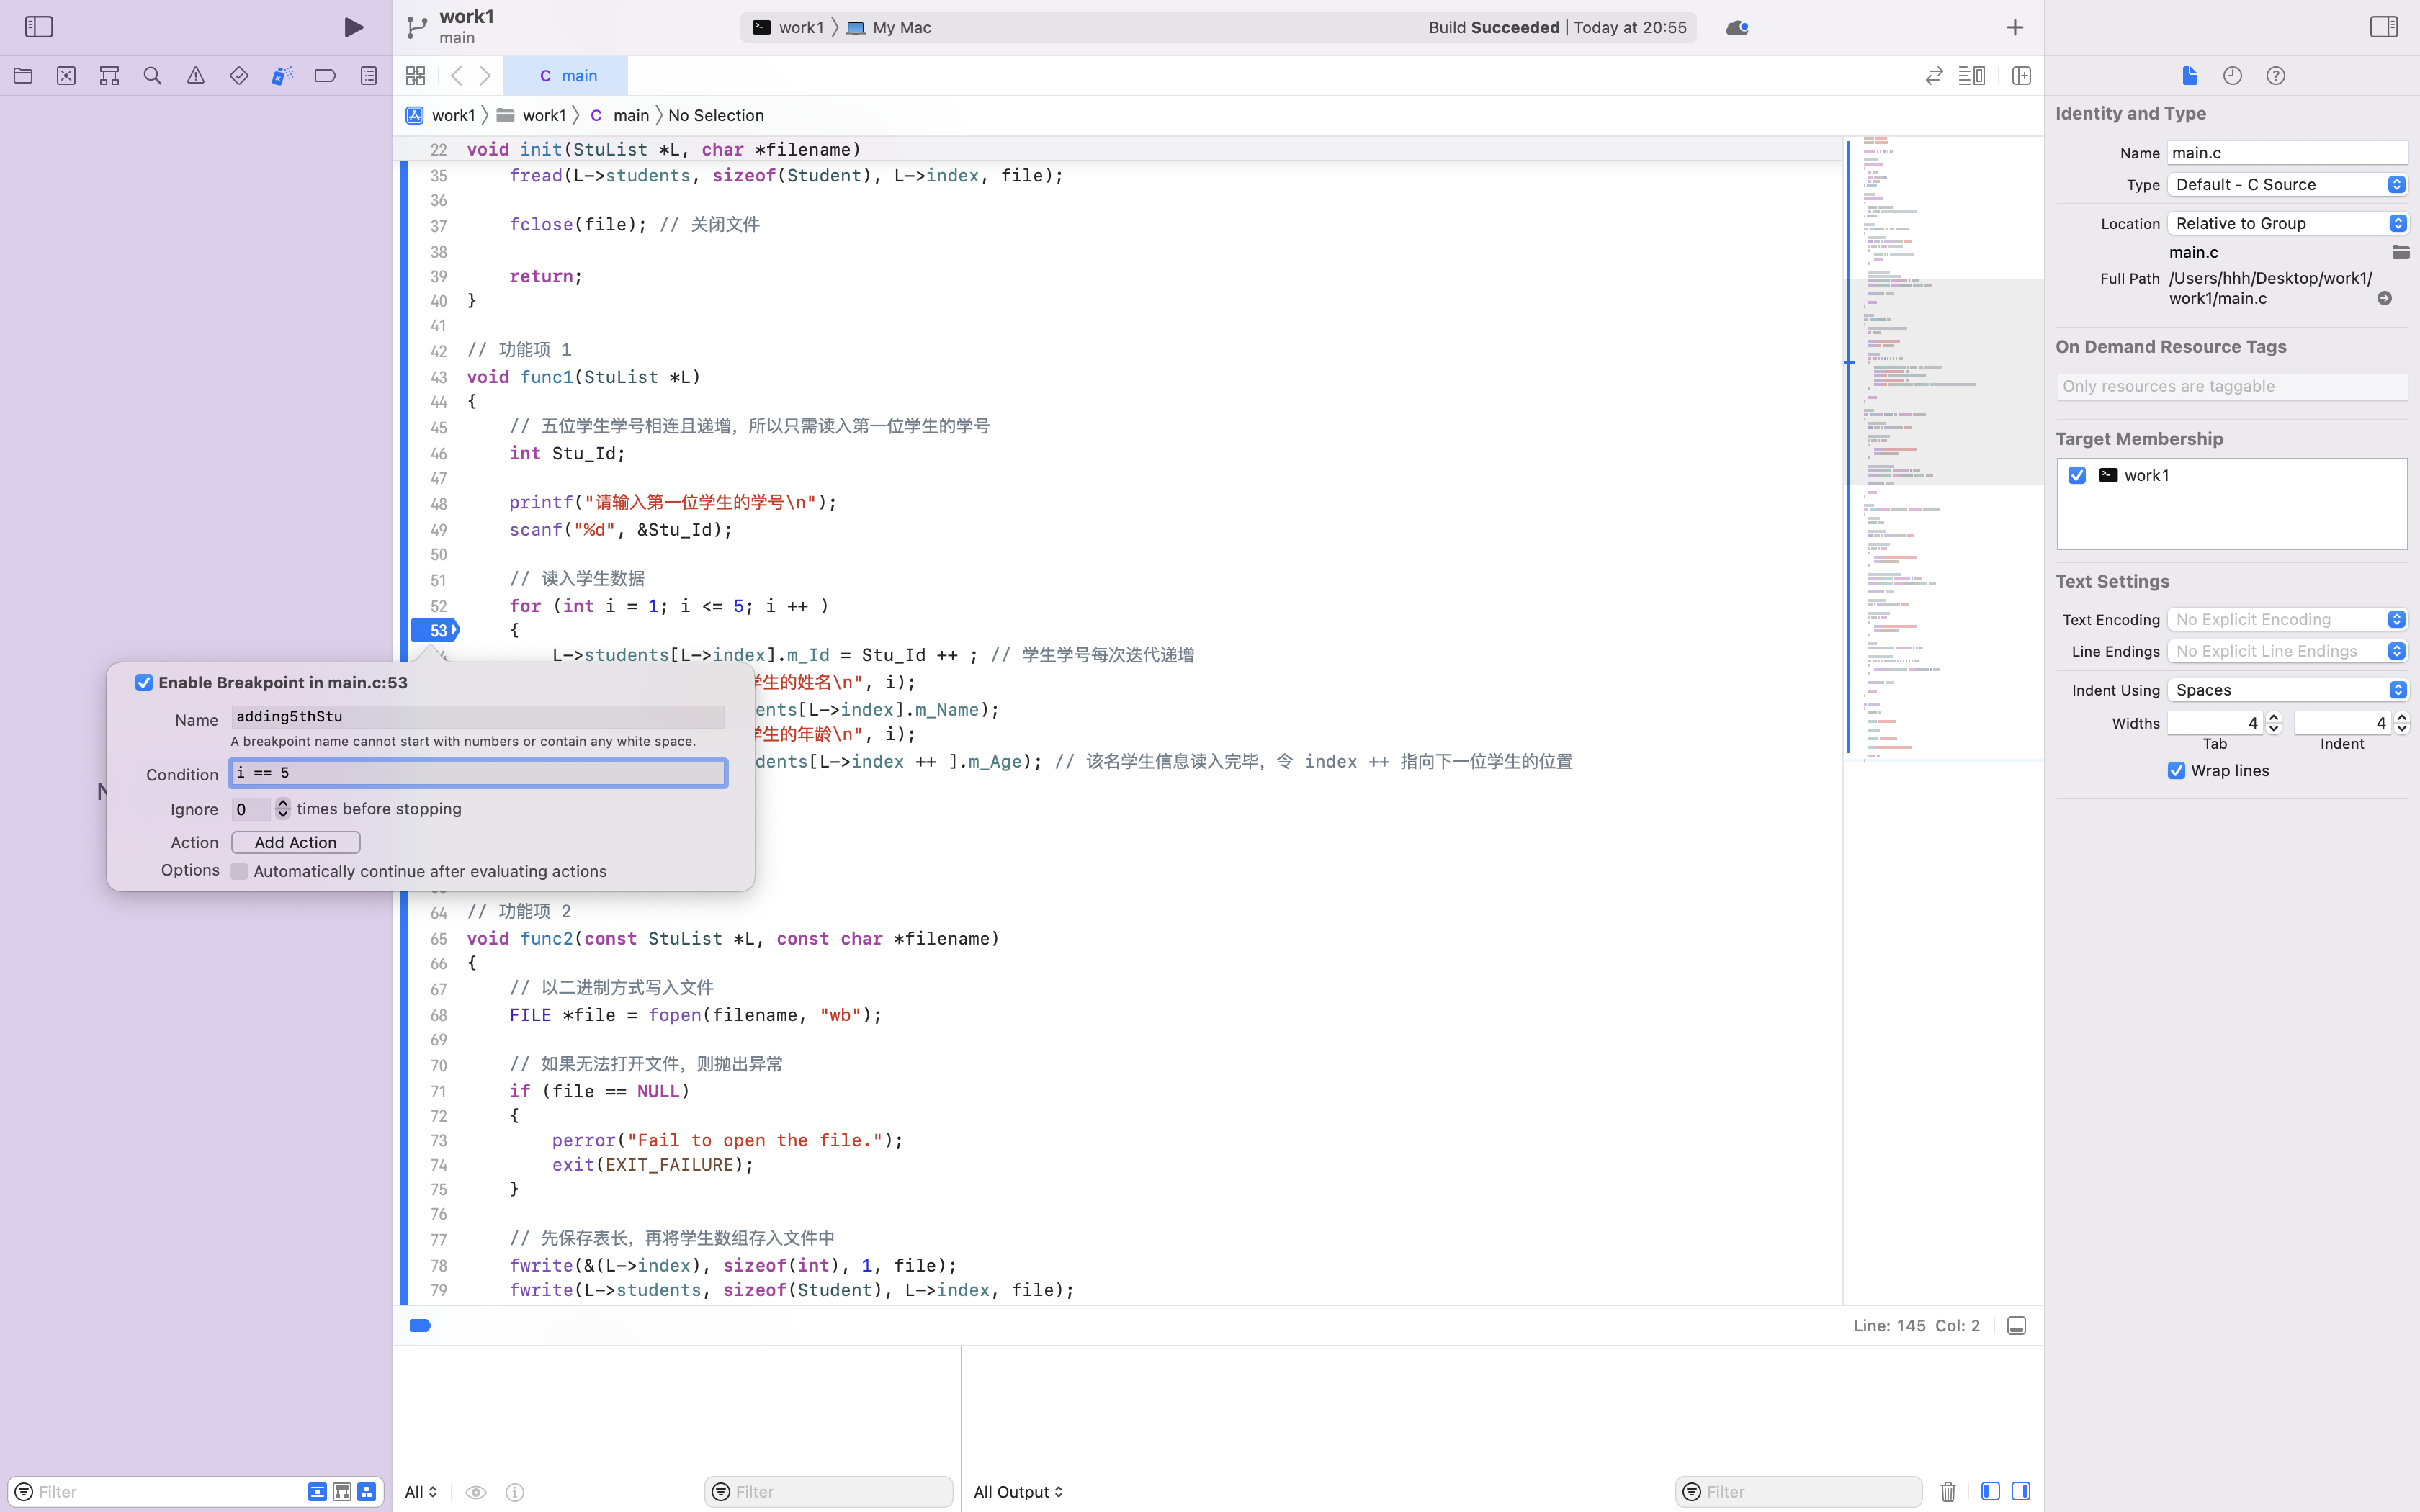 work1
main
work1 〉 My Mac
Build Succeeded | Today at 20:55
C main
work1 〉 work1 〉 C main 〉 No Selection
22 void init(StuList *L, char *filename)
35 fread(L->students, sizeof(Student), L->index, file);
36
37 fclose(file); // 关闭文件
38
39 return;
40 }
41
42 // 功能项 1
43 void func1(StuList *L)
44 {
45 // 五位学生学号相连且递增，所以只需读入第一位学生的学号
46 int Stu_Id;
47
48 printf("请输入第一位学生的学号\n");
49 scanf("%d", &Stu_Id);
50
51 // 读入学生数据
52 for (int i = 1; i <= 5; i ++ )
53 {
L->students[L->index].m_Id = Stu_Id ++ ; // 学生学号每次迭代递增
学生的姓名\n", i);
ents[L->index].m_Name);
学生的年龄\n", i);
dents[L->index ++ ].m_Age); // 该名学生信息读入完毕，令 index ++ 指向下一位学生的位置
Enable Breakpoint in main.c:53
Name adding5thStu
A breakpoint name cannot start with numbers or contain any white space.
Condition i == 5
Ignore 0 times before stopping
Action Add Action
Options Automatically continue after evaluating actions
64 // 功能项 2
65 void func2(const StuList *L, const char *filename)
66 {
67 // 以二进制方式写入文件
68 FILE *file = fopen(filename, "wb");
69
70 // 如果无法打开文件，则抛出异常
71 if (file == NULL)
72 {
73 perror("Fail to open the file.");
74 exit(EXIT_FAILURE);
75 }
76
77 // 先保存表长，再将学生数组存入文件中
78 fwrite(&(L->index), sizeof(int), 1, file);
79 fwrite(L->students, sizeof(Student), L->index, file);
Line: 145 Col: 2
Filter
All
Filter
All Output
Filter
Identity and Type
Name main.c
Type Default - C Source
Location Relative to Group
main.c
Full Path /Users/hhh/Desktop/work1/
work1/main.c
On Demand Resource Tags
Only resources are taggable
Target Membership
work1
Text Settings
Text Encoding No Explicit Encoding
Line Endings No Explicit Line Endings
Indent Using Spaces
Widths 4 4
Tab Indent
Wrap lines